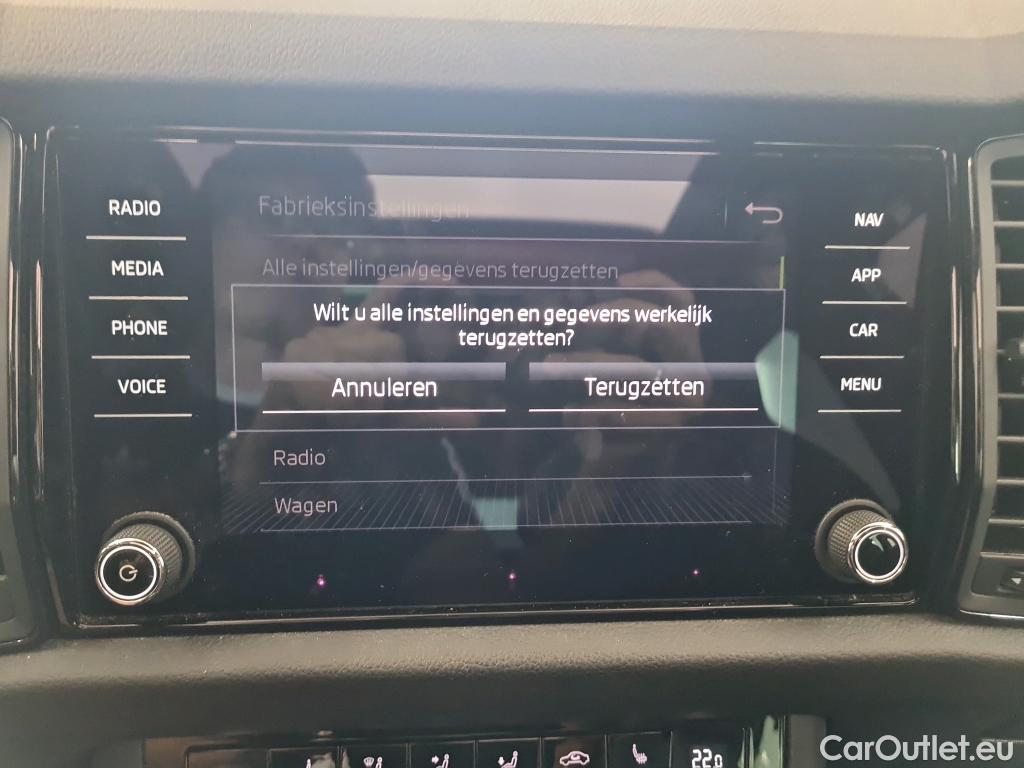 RADIO
MEDIA
PHONE
VOICE
Fabrieksinstellingen
Alle instellingen/gegevens terugzetten
Wilt u alle instellingen en gegevens werkelijk
terugzetten?
Annuleren
Terugzetten
Radio
Wagen
NAV
APP
CAR
MENU
22.0
CarOutlet.eu